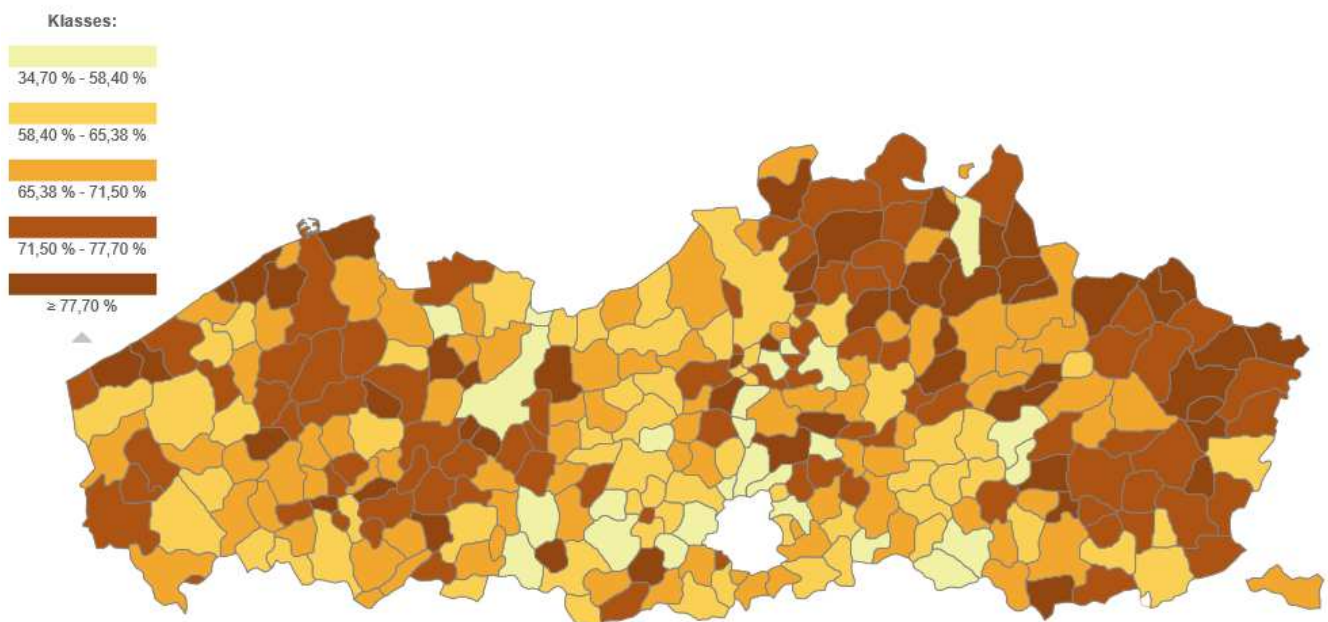 Klasses:
34,70 % - 58,40 %
58,40 % - 65,38 %
65,38 % - 71,50 %
71,50 % - 77,70 %
≥ 77,70 %